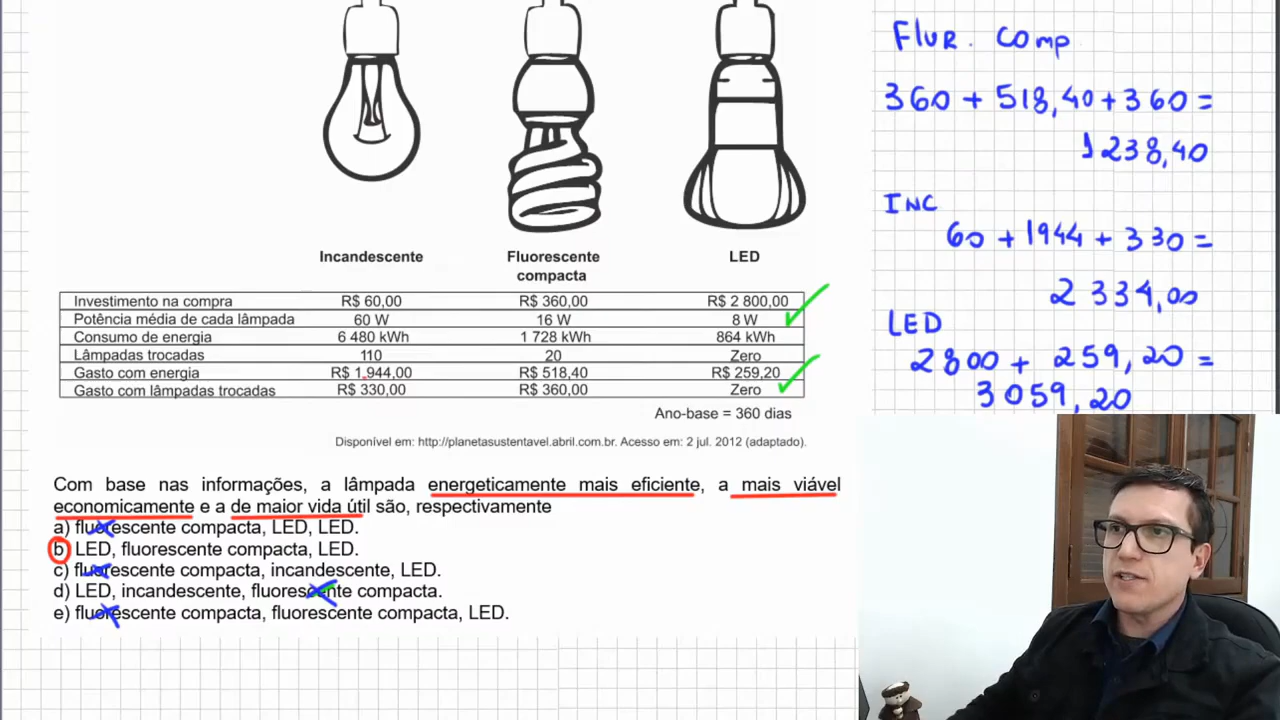 Incandescente Fluorescente compacta LED
Investimento na compra R$ 60,00 R$ 360,00 R$ 2 800,00
Potência média de cada lâmpada 60 W 16 W 8 W
Consumo de energia 6 480 kWh 1 728 kWh 864 kWh
Lâmpadas trocadas 110 20 Zero
Gasto com energia R$ 1.944,00 R$ 518,40 R$ 259,20
Gasto com lâmpadas trocadas R$ 330,00 R$ 360,00 Zero
Ano-base = 360 dias
Disponível em: http://planetasustentavel.abril.com.br. Acesso em: 2 jul. 2012 (adaptado).
Com base nas informações, a lâmpada energeticamente mais eficiente, a mais viável
economicamente e a de maior vida útil são, respectivamente
a) fluorescente compacta, LED, LED.
b) LED, fluorescente compacta, LED.
c) fluorescente compacta, incandescente, LED.
d) LED, incandescente, fluorescente compacta.
e) fluorescente compacta, fluorescente compacta, LED.
Flur. Comp
360 + 518,40 + 360 =
1238,40
INC
60 + 1944 + 330 =
2 334,00
LED
2800 + 259,20 =
3059,20